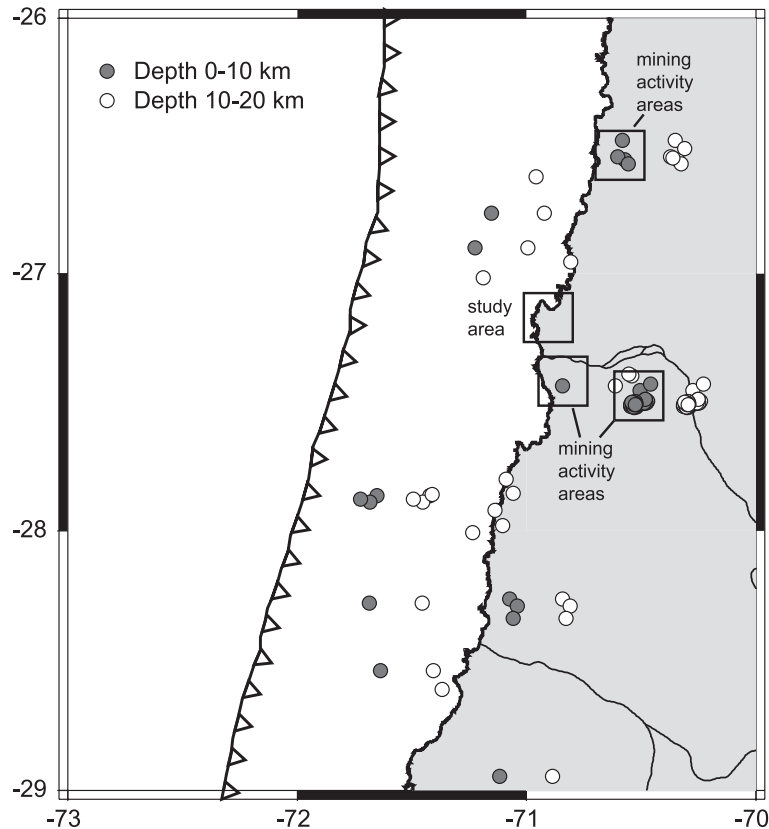 -26
Depth 0-10 km
Depth 10-20 km
mining
activity
areas
-27
study
area
mining
activity
areas
-28
-29
-73
-72
-71
-70